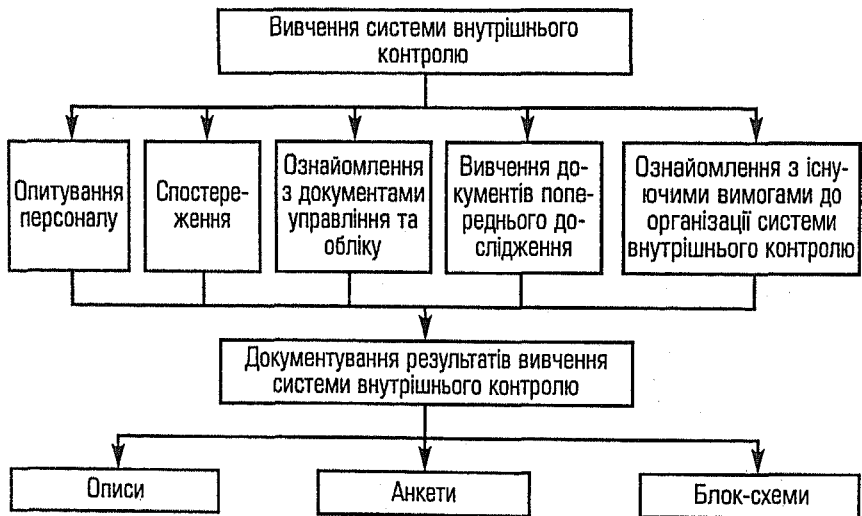 Вивчення системи внутрішнього
контролю
Опитування
персоналу
Спостере-
ження
Ознайомлення
з документами
управління та
обліку
Вивчення до-
кументів попе-
реднього до-
слідження
Ознайомлення з існу-
ючими вимогами до
організації системи
внутрішнього контролю
Документування результатів вивчення
системи внутрішнього контролю
Описи
Анкети
Блок-схеми